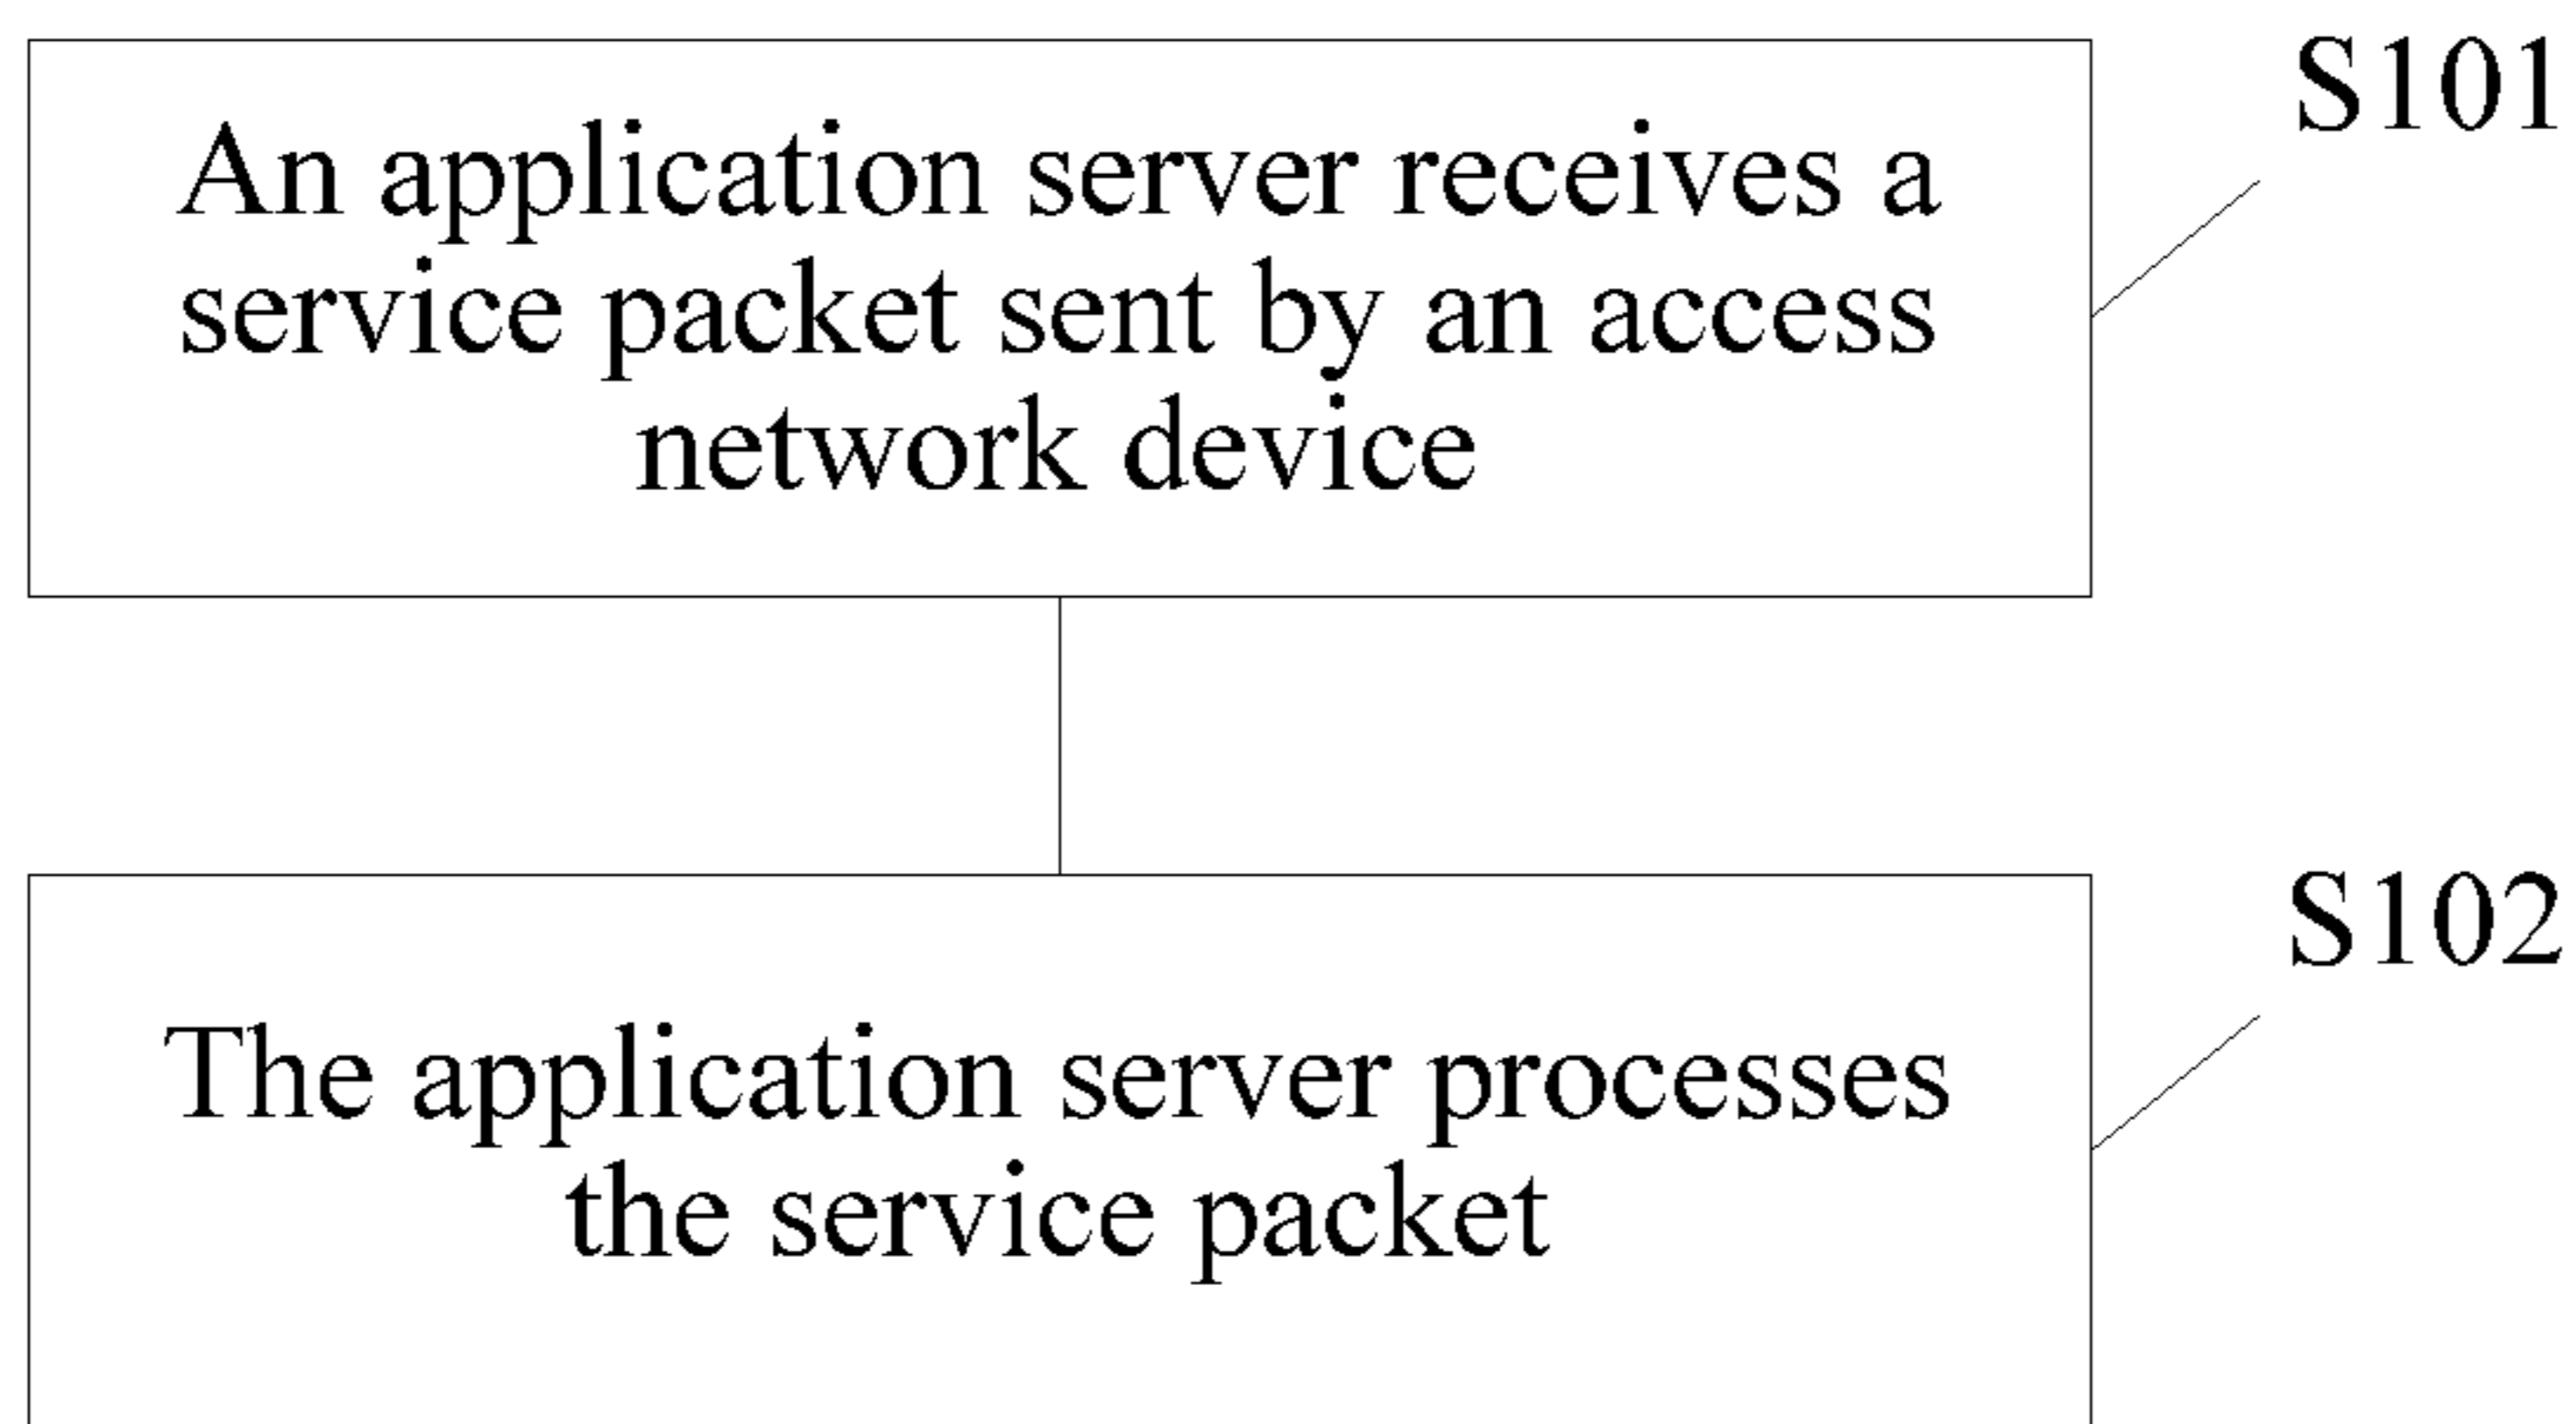 An application server receives a
service packet sent by an access
network device
S101
The application server processes
the service packet
S102